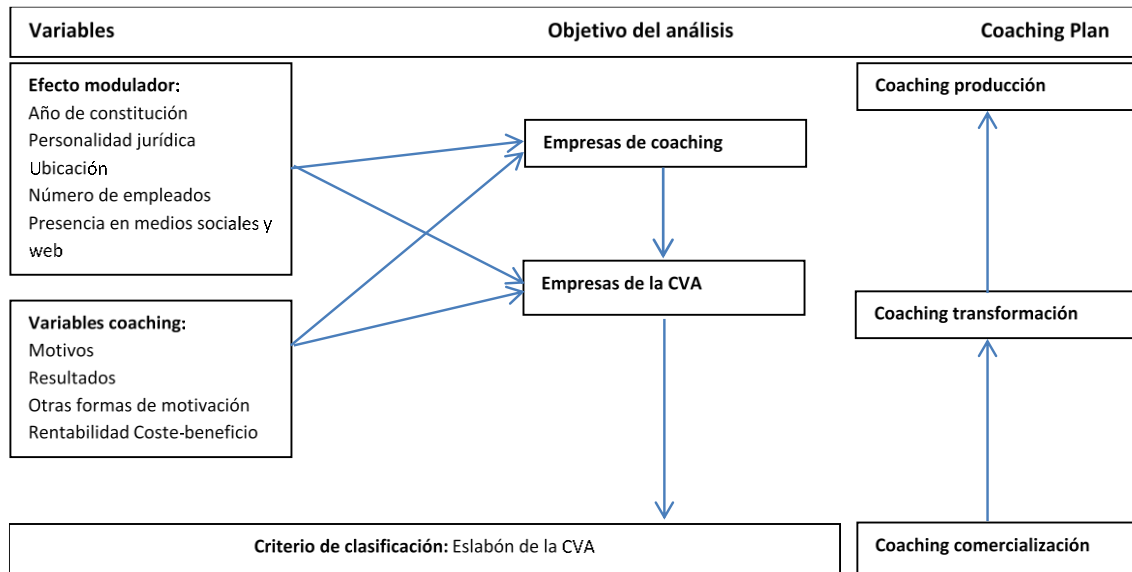 Variables Objetivo del análisis Coaching Plan
Efecto modulador:
Año de constitución
Personalidad jurídica
Ubicación
Número de empleados
Presencia en medios sociales y
web
Variables coaching:
Motivos
Resultados
Otras formas de motivación
Rentabilidad Coste-beneficio
Empresas de coaching
Empresas de la CVA
Criterio de clasificación: Eslabón de la CVA
Coaching producción
Coaching transformación
Coaching comercialización